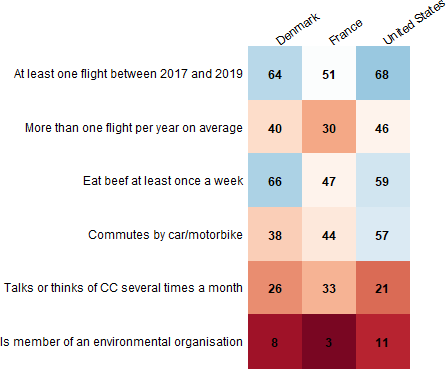 Denmark France United States
At least one flight between 2017 and 2019 64 51 68
More than one flight per year on average 40 30 46
Eat beef at least once a week 66 47 59
Commutes by car/motorbike 38 44 57
Talks or thinks of CC several times a month 26 33 21
Is member of an environmental organisation 8 3 11